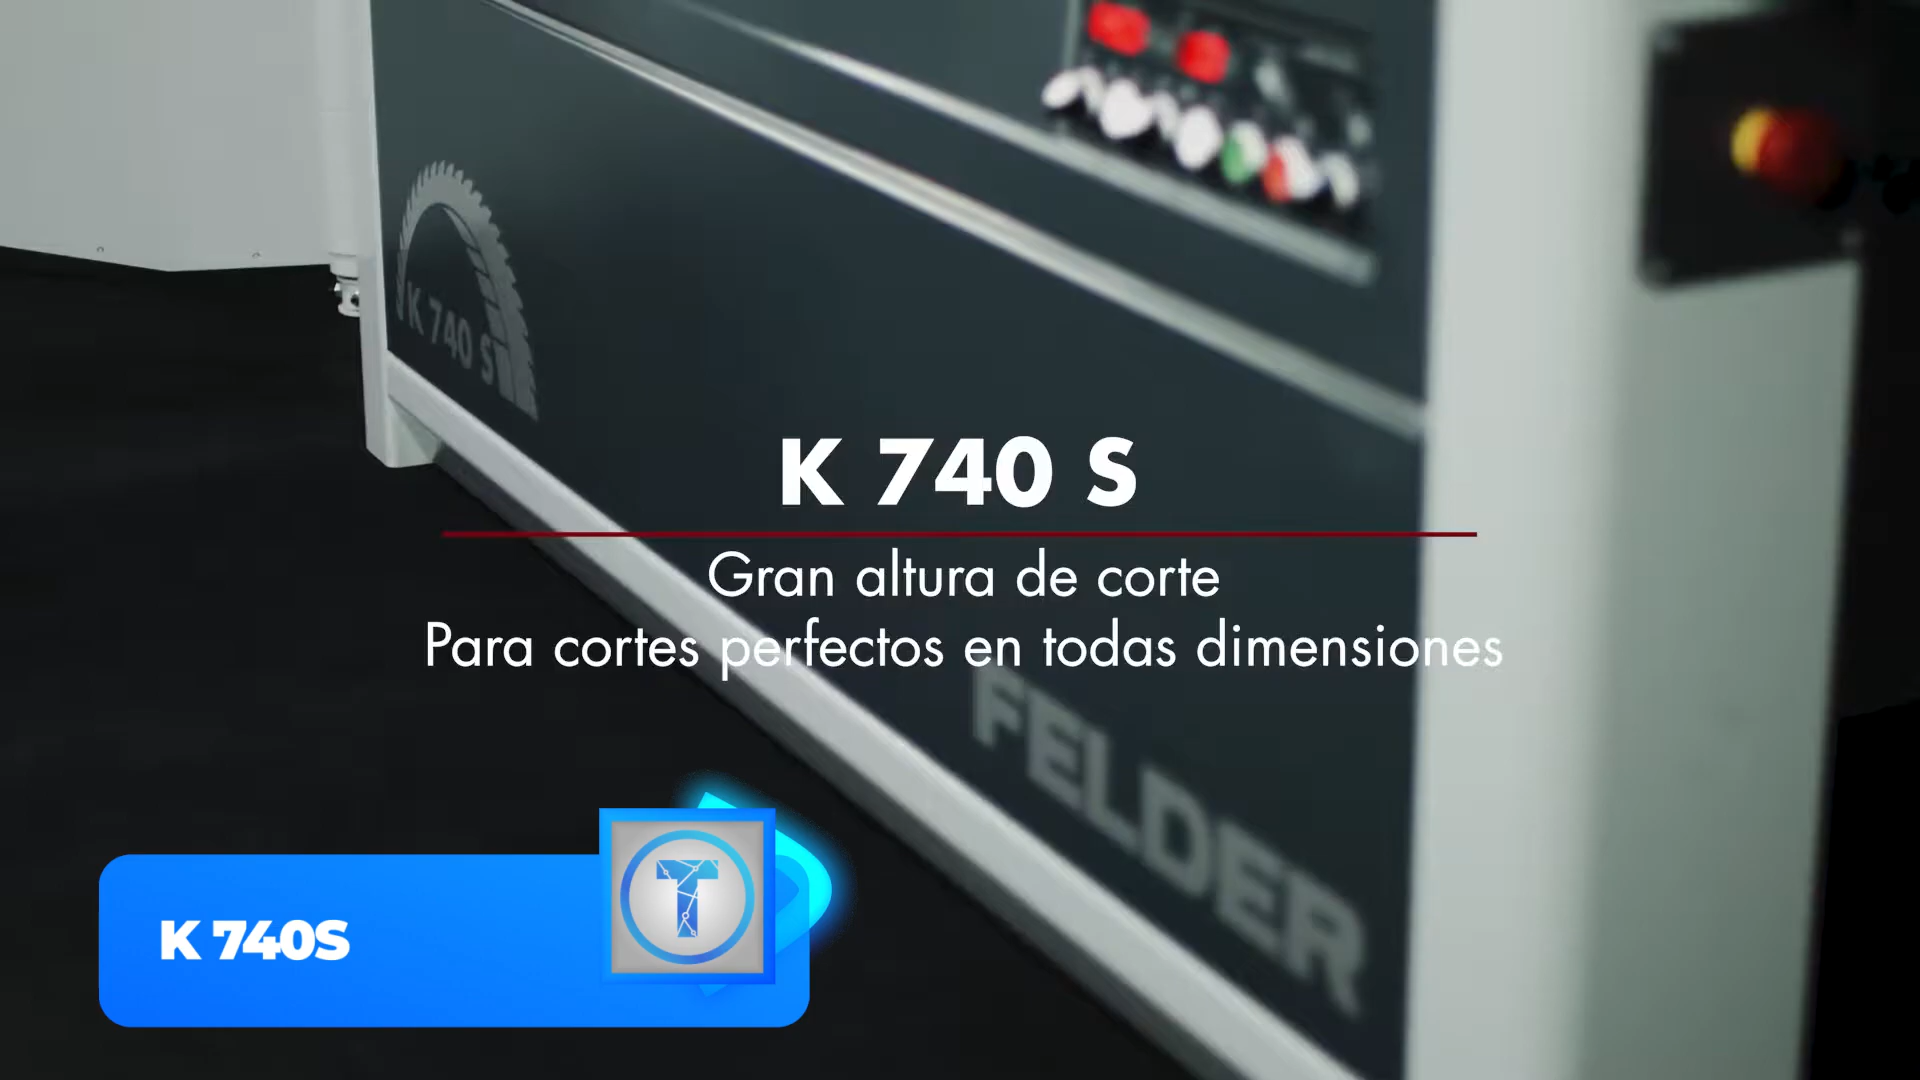 K 740 S
K 740 S
Gran altura de corte
Para cortes perfectos en todas dimensiones
FELDER
T
K 740S